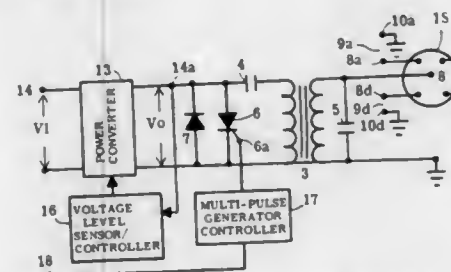 10a
15
9a
13
14a
4
8a
8
14
6
8d
VI
POWER CONVERTER
Vo
7
6a
5
9d
10d
3
17
16
VOLTAGE LEVEL SENSOR/ CONTROLLER
MULTI-PULSE GENERATOR CONTROLLER
18